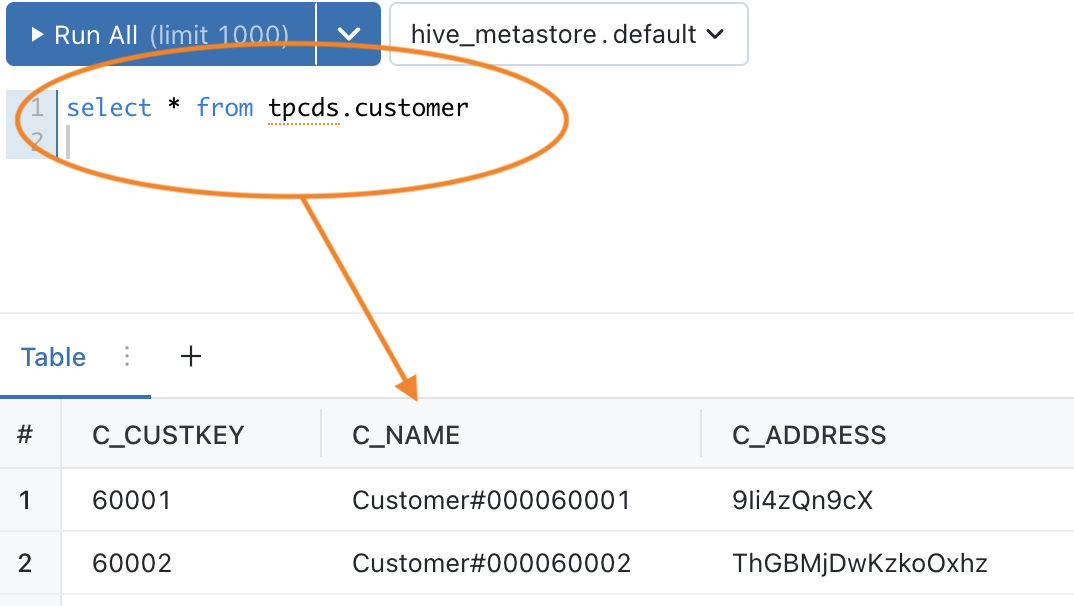 Run All (limit 1000) hive_metastore.default
1 select * from tpcds.customer
2
Table +
# C_CUSTKEY C_NAME C_ADDRESS
1 60001 Customer#000060001 9Ii4zQn9cX
2 60002 Customer#000060002 ThGBMjDwKzkoOxhz